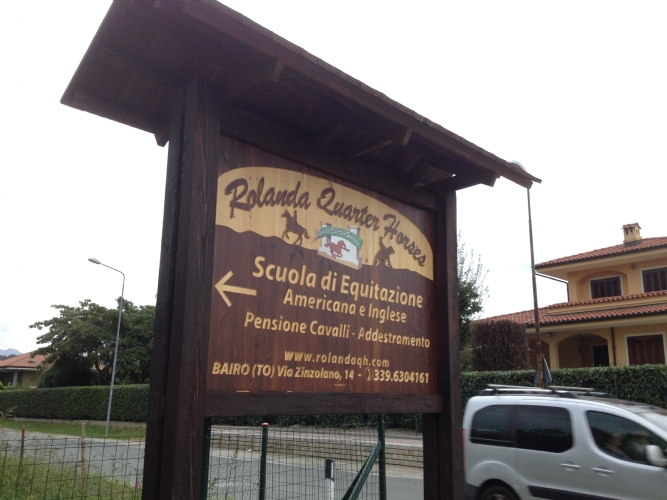 Rolanda Quarter Horses
Scuola di Equitazione
Americana e Inglese
Pensione Cavalli - Addestramento
www.rolandaqh.com
BAIRO (TO) Via Zinzolano, 14 - 339.6304161